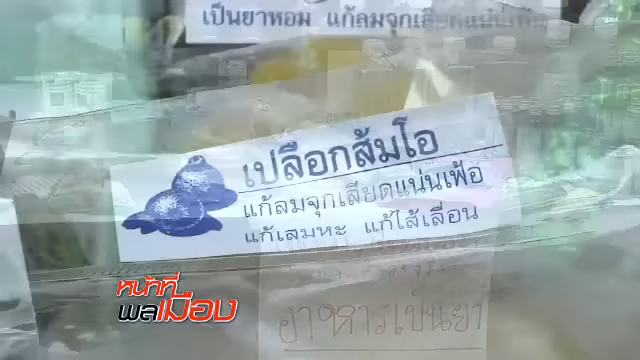 เป็นยาหอม แก้ลมจุกเสียดแน่นเฟ้อ
เปลือกส้มโอ
แก้ลมจุกเสียดแน่นเฟ้อ
แก้เสมหะ แก้ไส้เลื่อน
หน้าที่
พลเมือง
อาหารเป็นยา